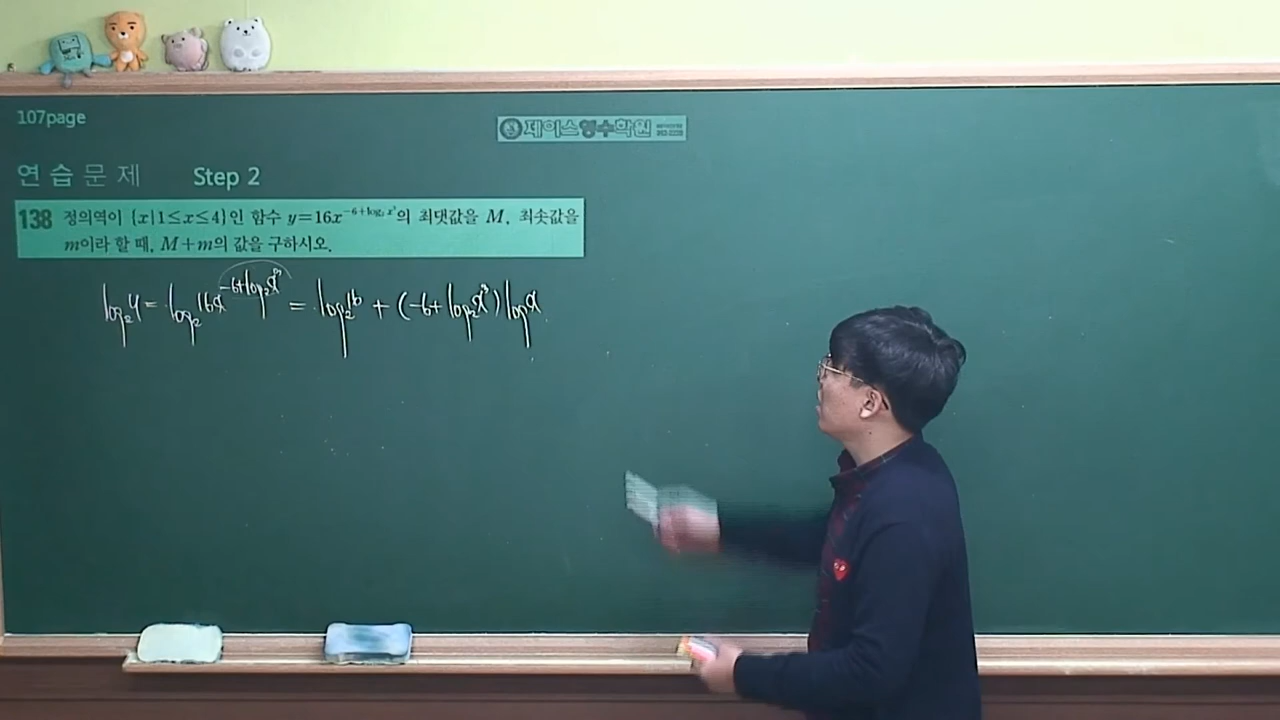 107page
제이스영수학원
연습문제 Step 2
138 정의역이 {x|1≤x≤4}인 함수 y=16x^{-6+log₂x³}의 최댓값을 M, 최솟값을
m이라 할 때, M+m의 값을 구하시오.
log₂y = log₂16x^{-6+log₂x³} = log₂16 + (-6+log₂x³)log₂x